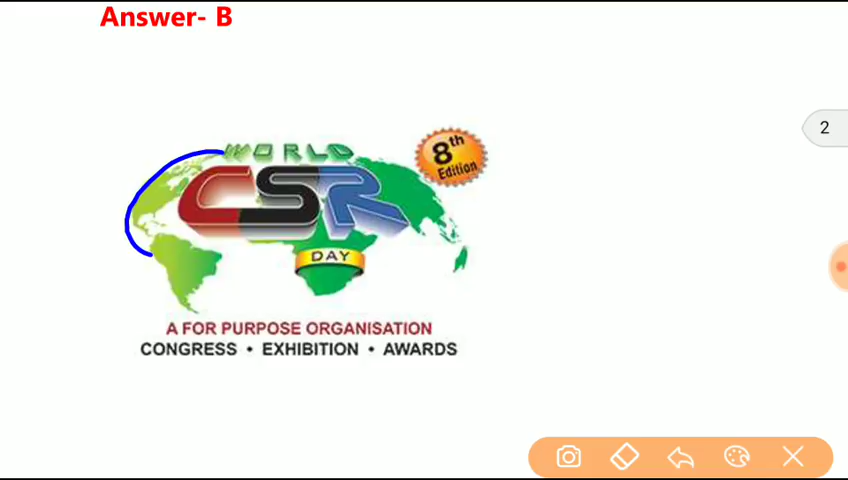 Answer- B
WORLD
8th
Edition
CSR
DAY
A FOR PURPOSE ORGANISATION
CONGRESS • EXHIBITION • AWARDS
2